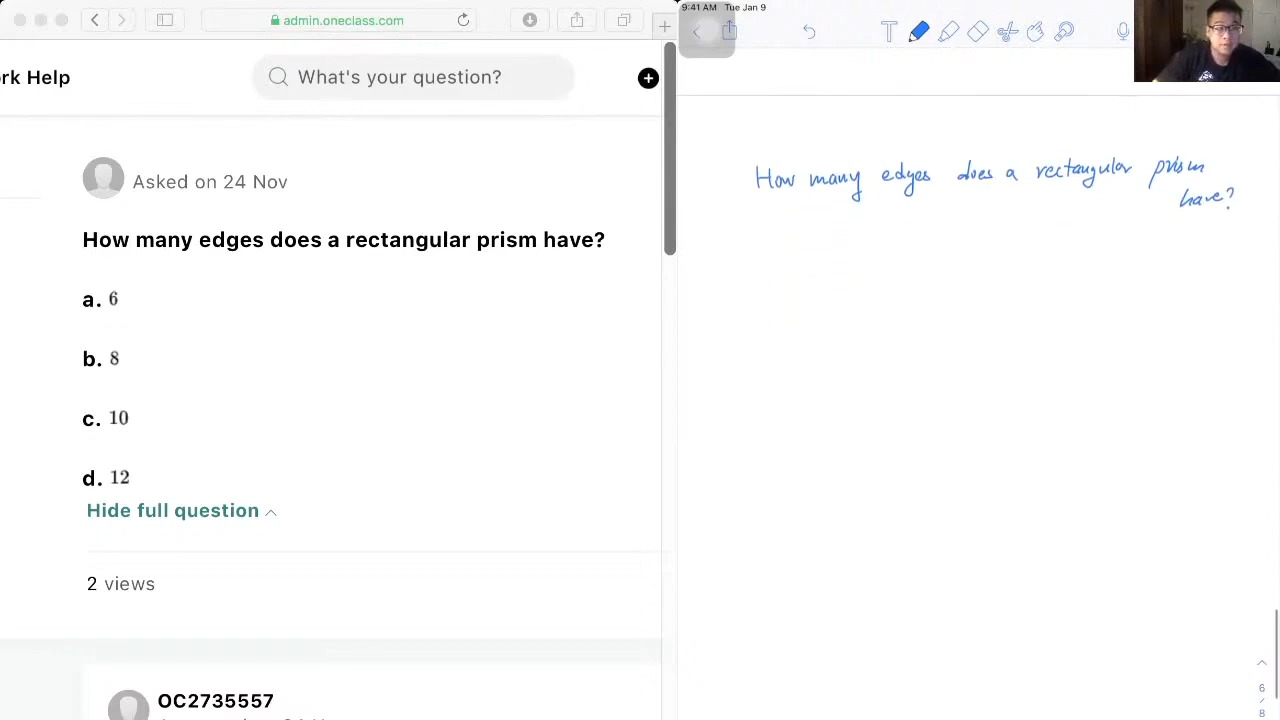 admin.oneclass.com
rk Help
What's your question?
Asked on 24 Nov
How many edges does a rectangular prism have?
a. 6
b. 8
c. 10
d. 12
Hide full question
2 views
OC2735557
9:41 AM Tue Jan 9
T
How many edges does a rectangular prism
have?
6
/
8